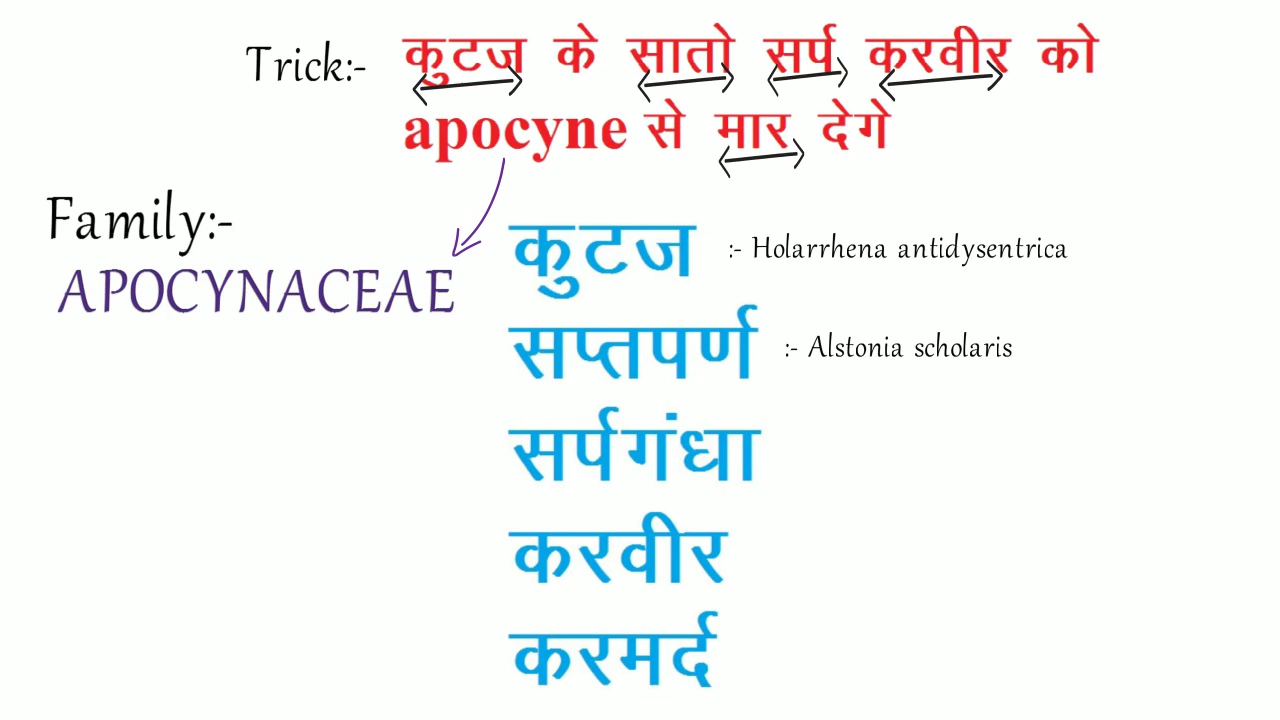 Trick:- कुटज के सातो सर्प करवीर को
apocyne से मार देगे
Family:-
APOCYNACEAE
कुटज :- Holarrhena antidysentrica
सप्तपर्ण :- Alstonia scholaris
सर्पगंधा
करवीर
करमर्द